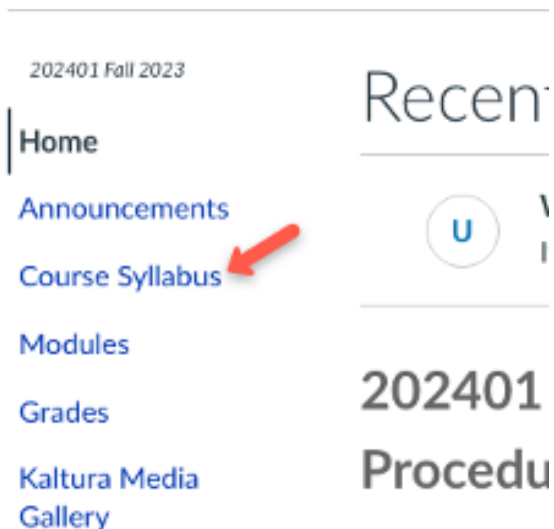 202401 Fall 2023
Home
Announcements
Course Syllabus
Modules
Grades
Kaltura Media
Gallery
Recent
U
202401
Procedu